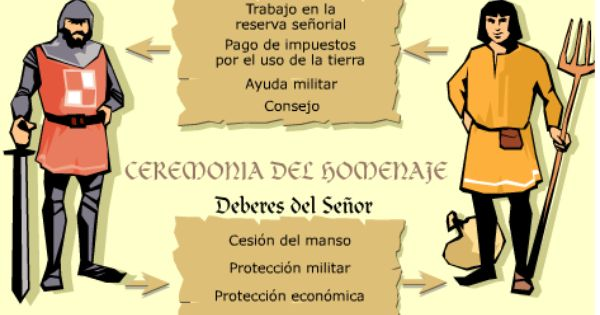 Trabajo en la
reserva señorial
Pago de impuestos
por el uso de la tierra
Ayuda militar
Consejo
CEREMONIA DEL HOMENAJE
Deberes del Señor
Cesión del manso
Protección militar
Protección económica